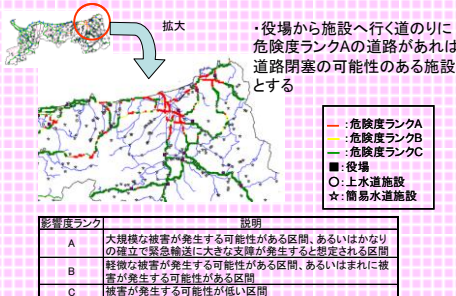 拡大
・役場から施設へ行く道のりに
危険度ランクAの道路があれば
道路閉塞の可能性のある施設
とする
:危険度ランクA
:危険度ランクB
:危険度ランクC
■:役場
○:上水道施設
☆:簡易水道施設
影響度ランク 説明
A 大規模な被害が発生する可能性がある区間、あるいはかなり
の確立で緊急輸送に大きな支障が発生すると想定される区間
B 軽微な被害が発生する可能性がある区間、あるいはまれに被
害が発生する可能性がある区間
C 被害が発生する可能性が低い区間